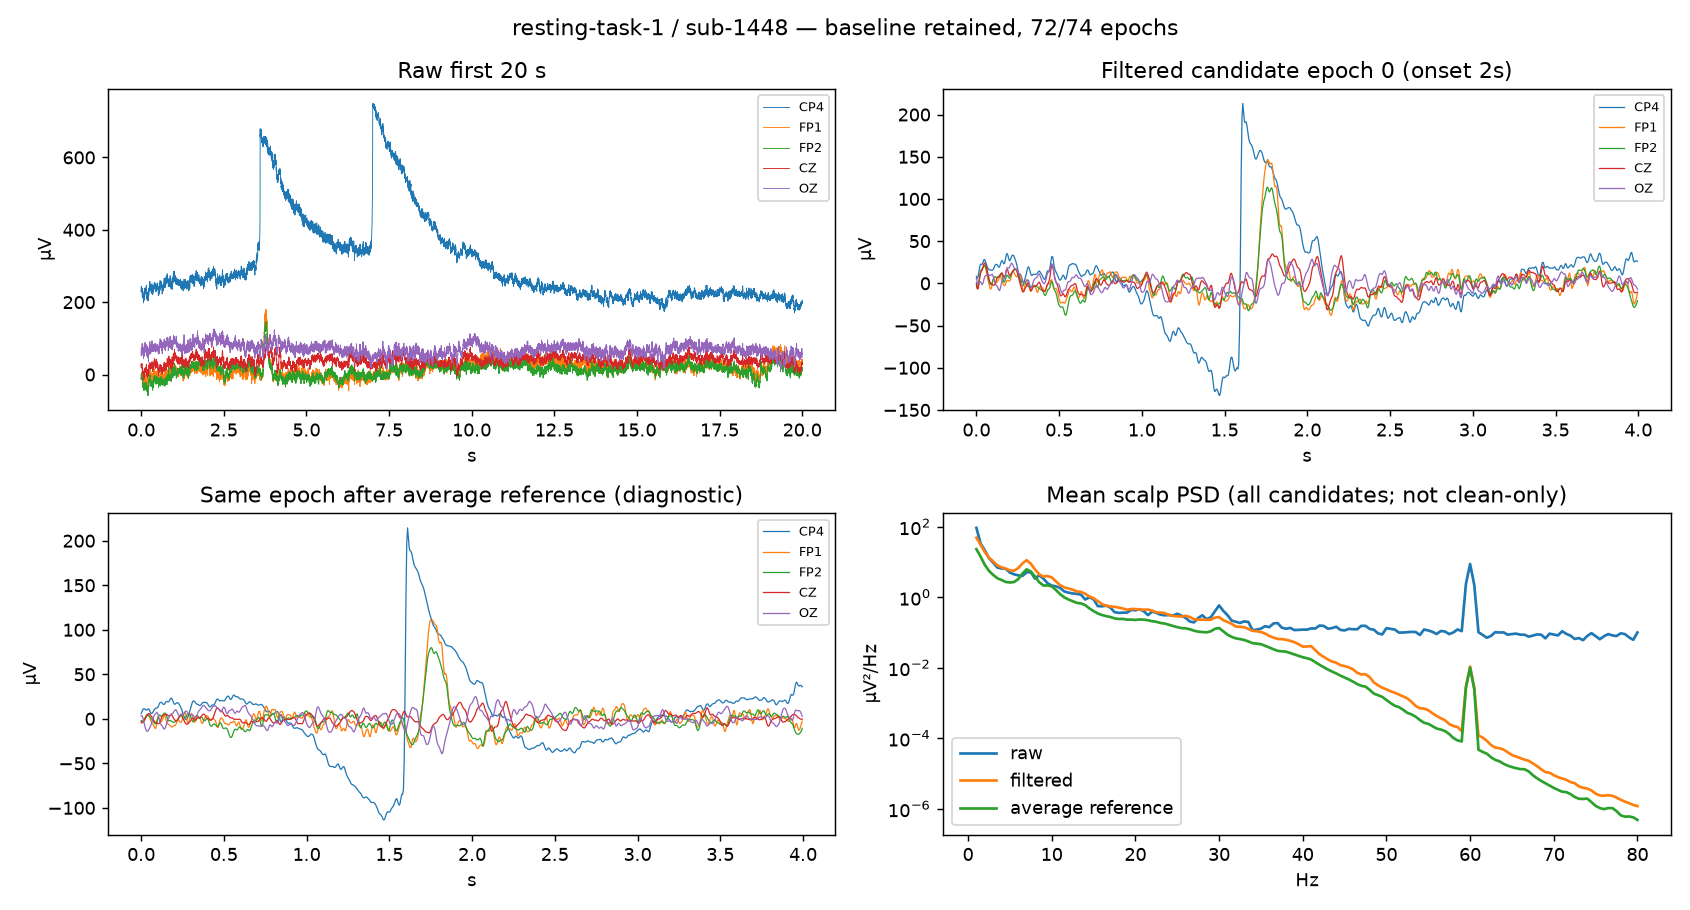 resting-task-1 / sub-1448 — baseline retained, 72/74 epochs
Raw first 20 s
µV
600
400
200
0
0.0 2.5 5.0 7.5 10.0 12.5 15.0 17.5 20.0
s
CP4
FP1
FP2
CZ
OZ
Filtered candidate epoch 0 (onset 2s)
µV
200
150
100
50
0
−50
−100
−150
0.0 0.5 1.0 1.5 2.0 2.5 3.0 3.5 4.0
s
CP4
FP1
FP2
CZ
OZ
Same epoch after average reference (diagnostic)
µV
200
150
100
50
0
−50
−100
0.0 0.5 1.0 1.5 2.0 2.5 3.0 3.5 4.0
s
CP4
FP1
FP2
CZ
OZ
Mean scalp PSD (all candidates; not clean-only)
µV²/Hz
10²
10⁰
10⁻²
10⁻⁴
10⁻⁶
0 10 20 30 40 50 60 70 80
Hz
raw
filtered
average reference